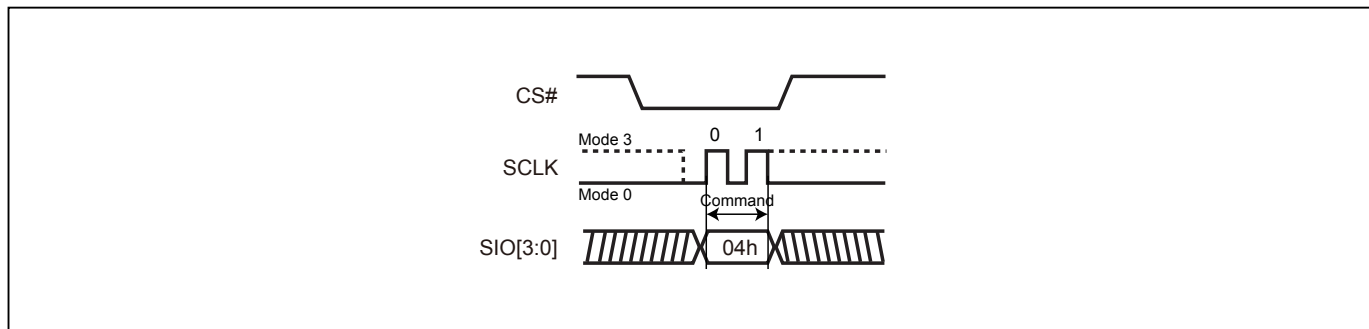 CS#
Mode 3
0 1
SCLK
Mode 0
Command
SIO[3:0]
04h